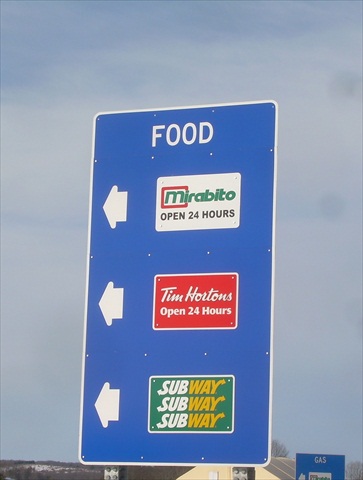 FOOD
Mirabito
OPEN 24 HOURS
Tim Hortons
Open 24 Hours
SUBWAY
SUBWAY
SUBWAY
GAS